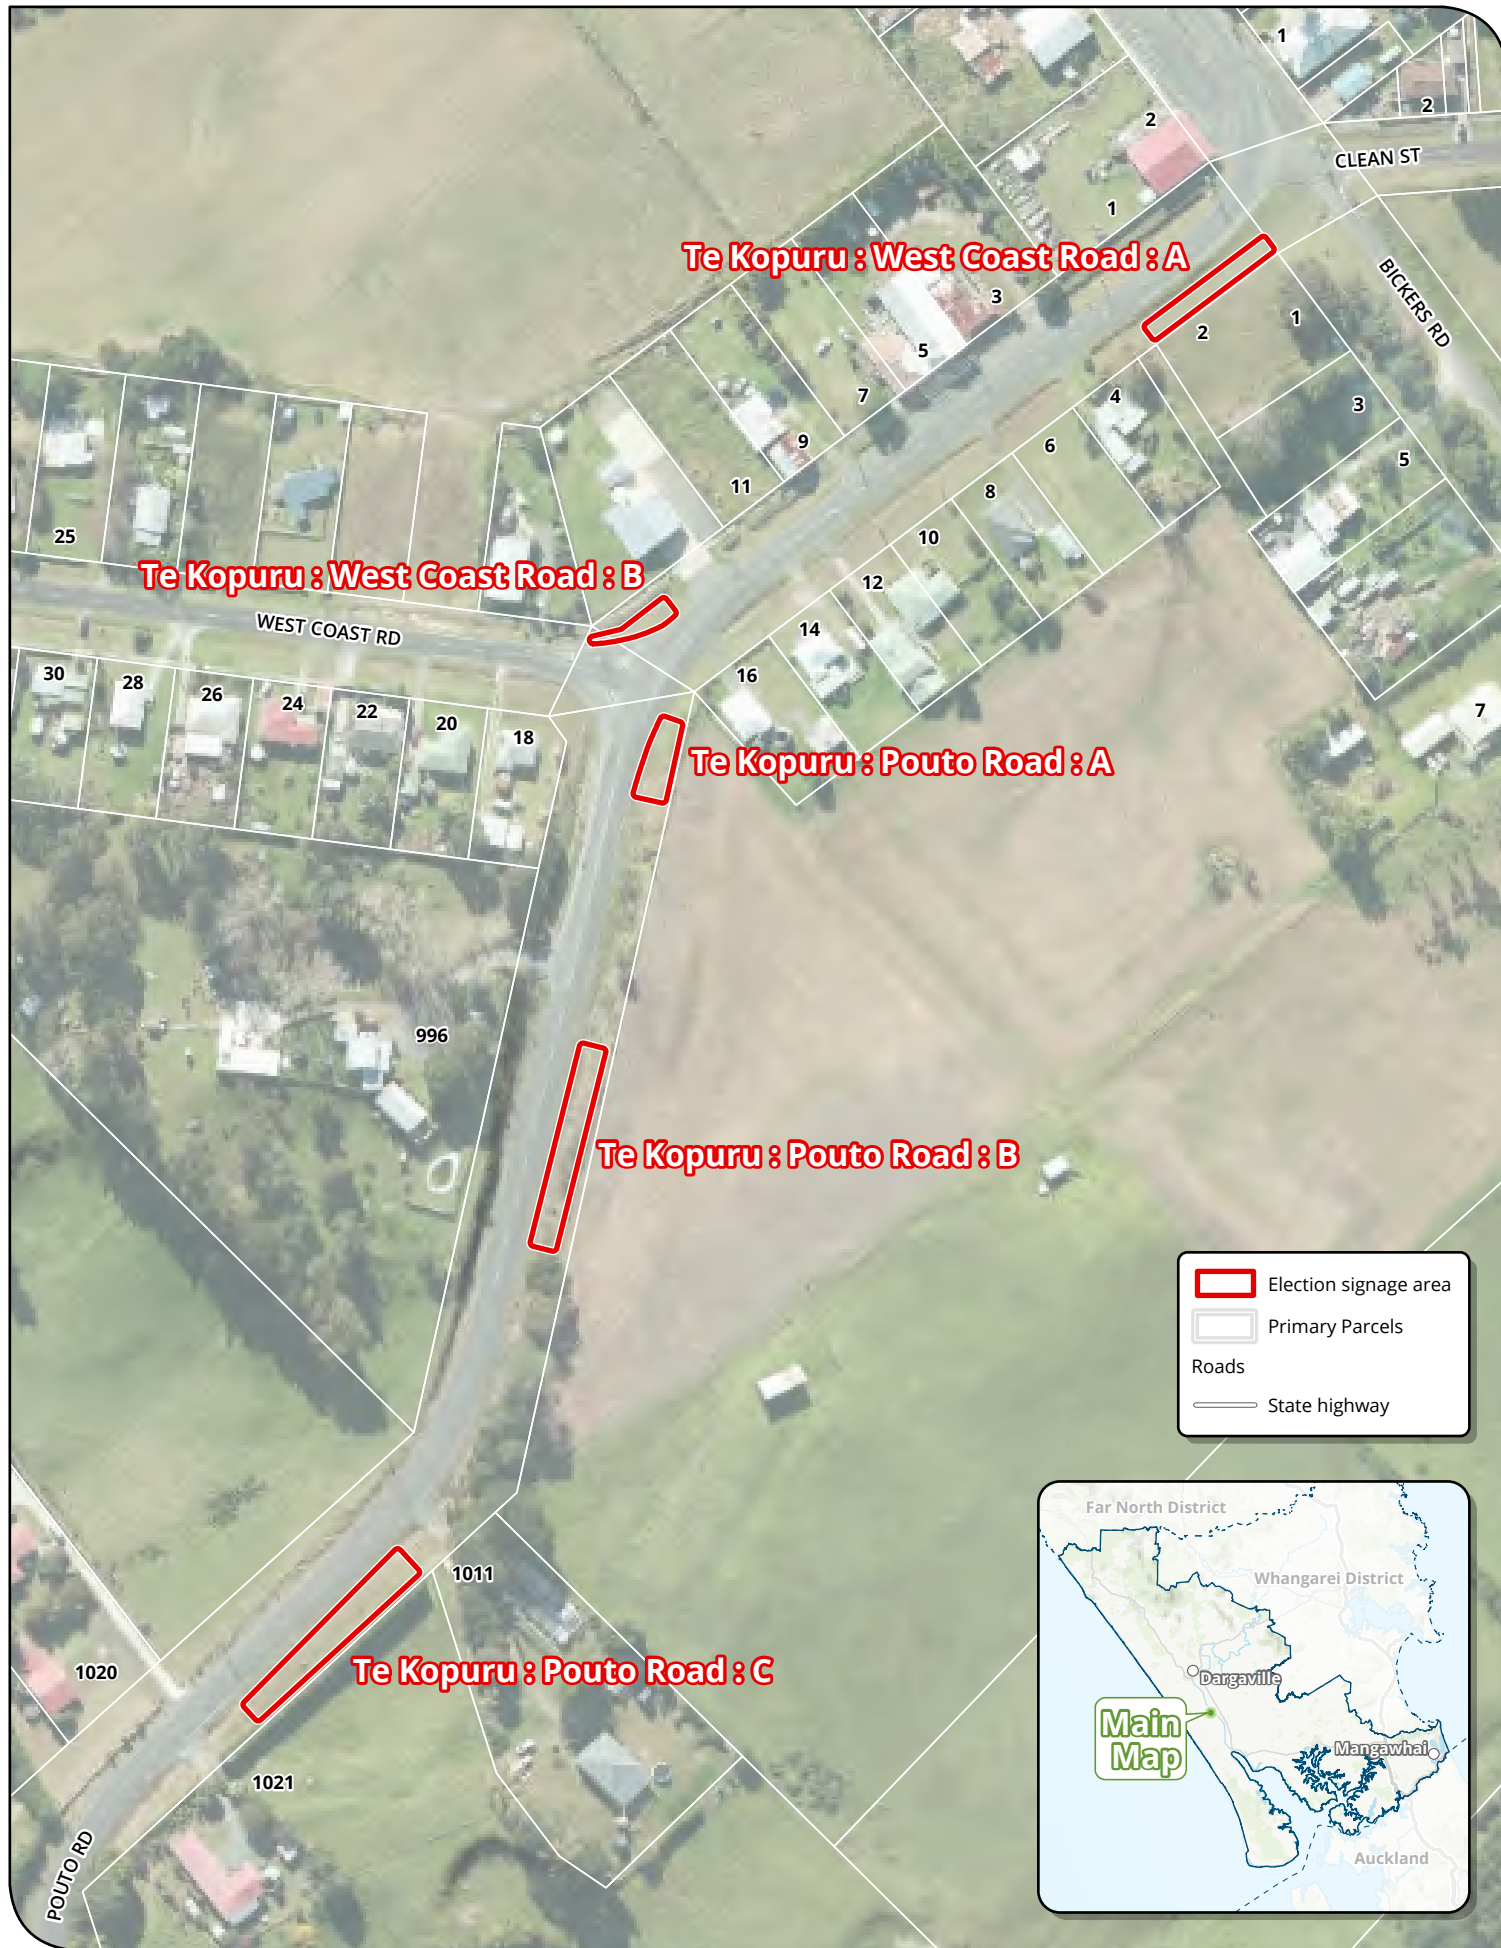 1
2
2
CLEAN ST
1
Te Kopuru : West Coast Road : A
BICKERS RD
3
1
2
5
7
4
3
9
6
5
11
8
25
10
Te Kopuru : West Coast Road : B
12
WEST COAST RD
14
30
28
26
24
22
20
18
16
7
Te Kopuru : Pouto Road : A
996
Te Kopuru : Pouto Road : B
Election signage area
Primary Parcels
Roads
State highway
Far North District
Whangarei District
1011
Te Kopuru : Pouto Road : C
1020
Dargaville
Main
Map
Mangawhai
1021
Auckland
POUTO RD